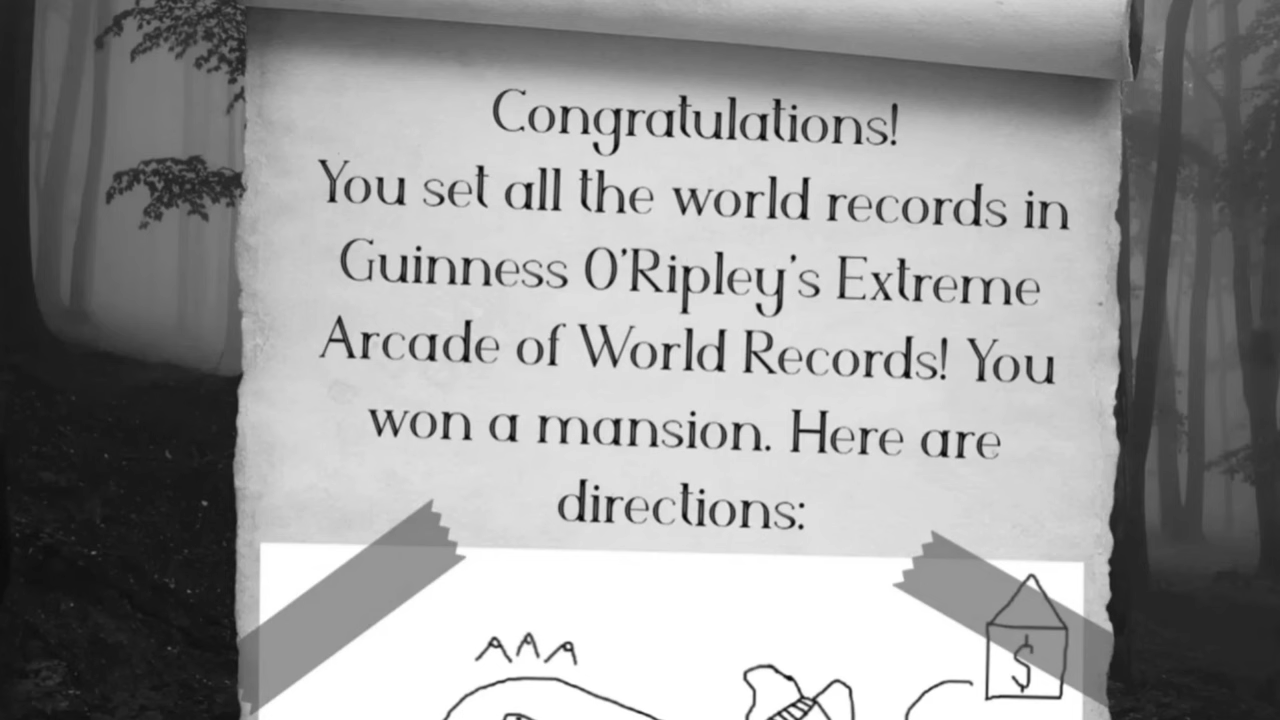 Congratulations!
You set all the world records in
Guinness O'Ripley's Extreme
Arcade of World Records! You
won a mansion. Here are
directions:
$